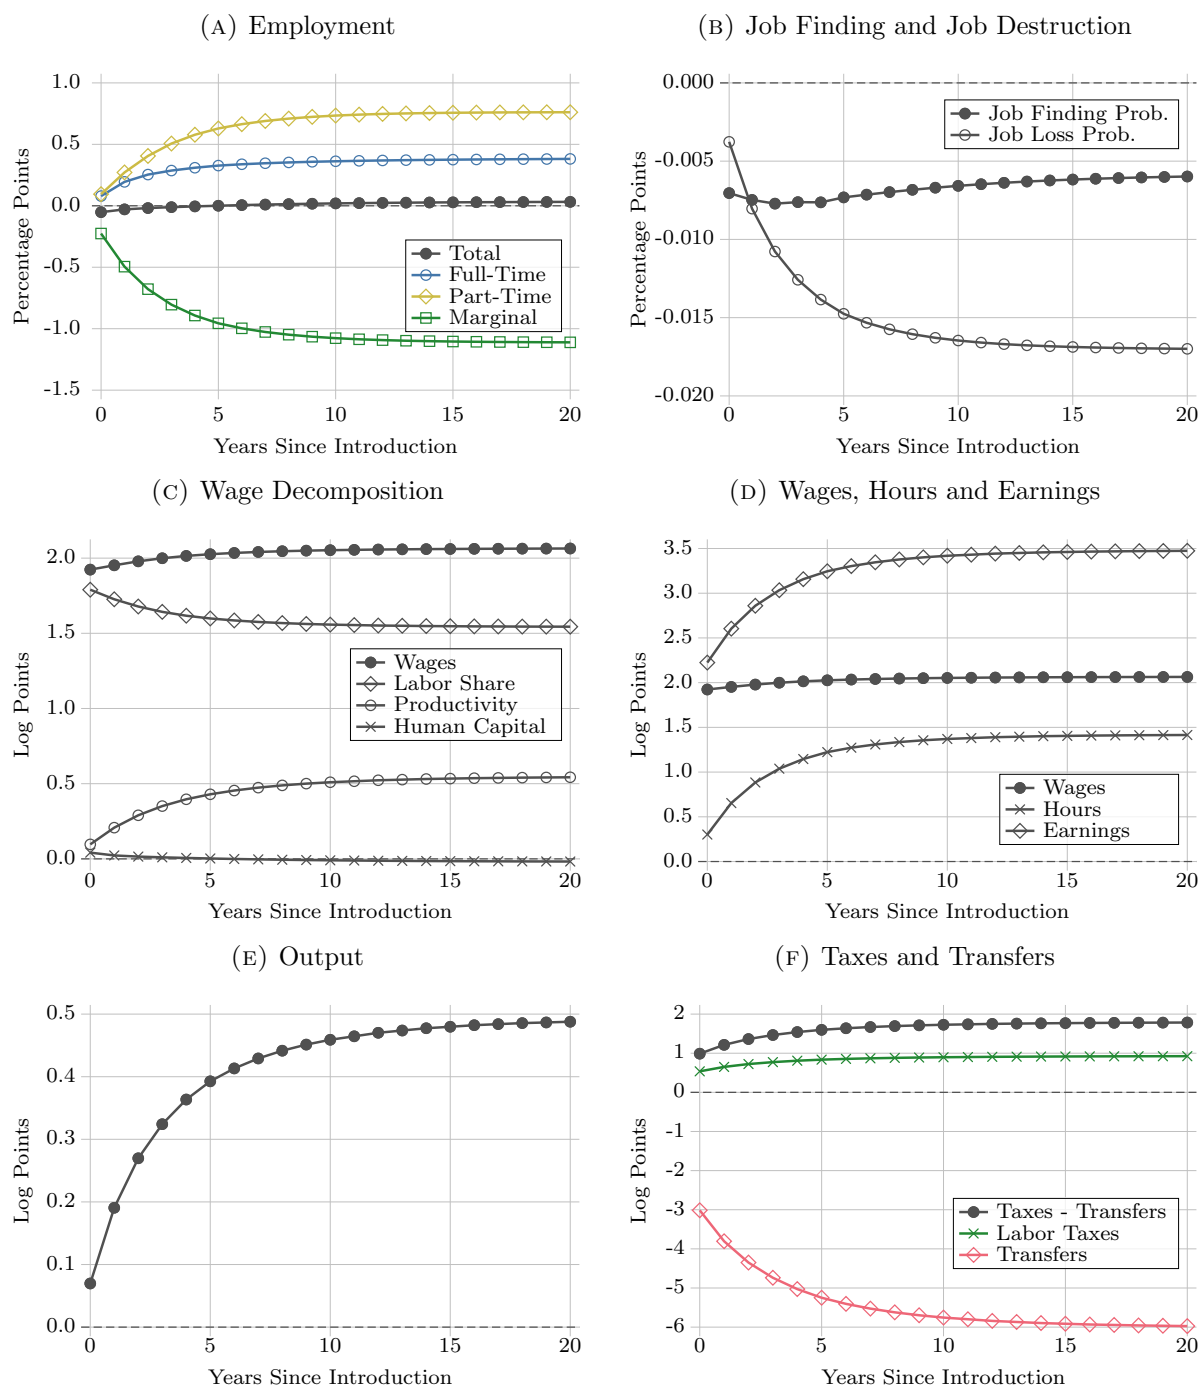 (A) Employment
Percentage Points
1.0
0.5
0.0
-0.5
-1.0
-1.5
Total
Full-Time
Part-Time
Marginal
0 5 10 15 20
Years Since Introduction
(B) Job Finding and Job Destruction
Percentage Points
0.000
-0.005
-0.010
-0.015
-0.020
Job Finding Prob.
Job Loss Prob.
0 5 10 15 20
Years Since Introduction
(C) Wage Decomposition
Log Points
2.0
1.5
1.0
0.5
0.0
Wages
Labor Share
Productivity
Human Capital
0 5 10 15 20
Years Since Introduction
(D) Wages, Hours and Earnings
Log Points
3.5
3.0
2.5
2.0
1.5
1.0
0.5
0.0
Wages
Hours
Earnings
0 5 10 15 20
Years Since Introduction
(E) Output
Log Points
0.5
0.4
0.3
0.2
0.1
0.0
0 5 10 15 20
Years Since Introduction
(F) Taxes and Transfers
Log Points
2
1
0
-1
-2
-3
-4
-5
-6
Taxes - Transfers
Labor Taxes
Transfers
0 5 10 15 20
Years Since Introduction